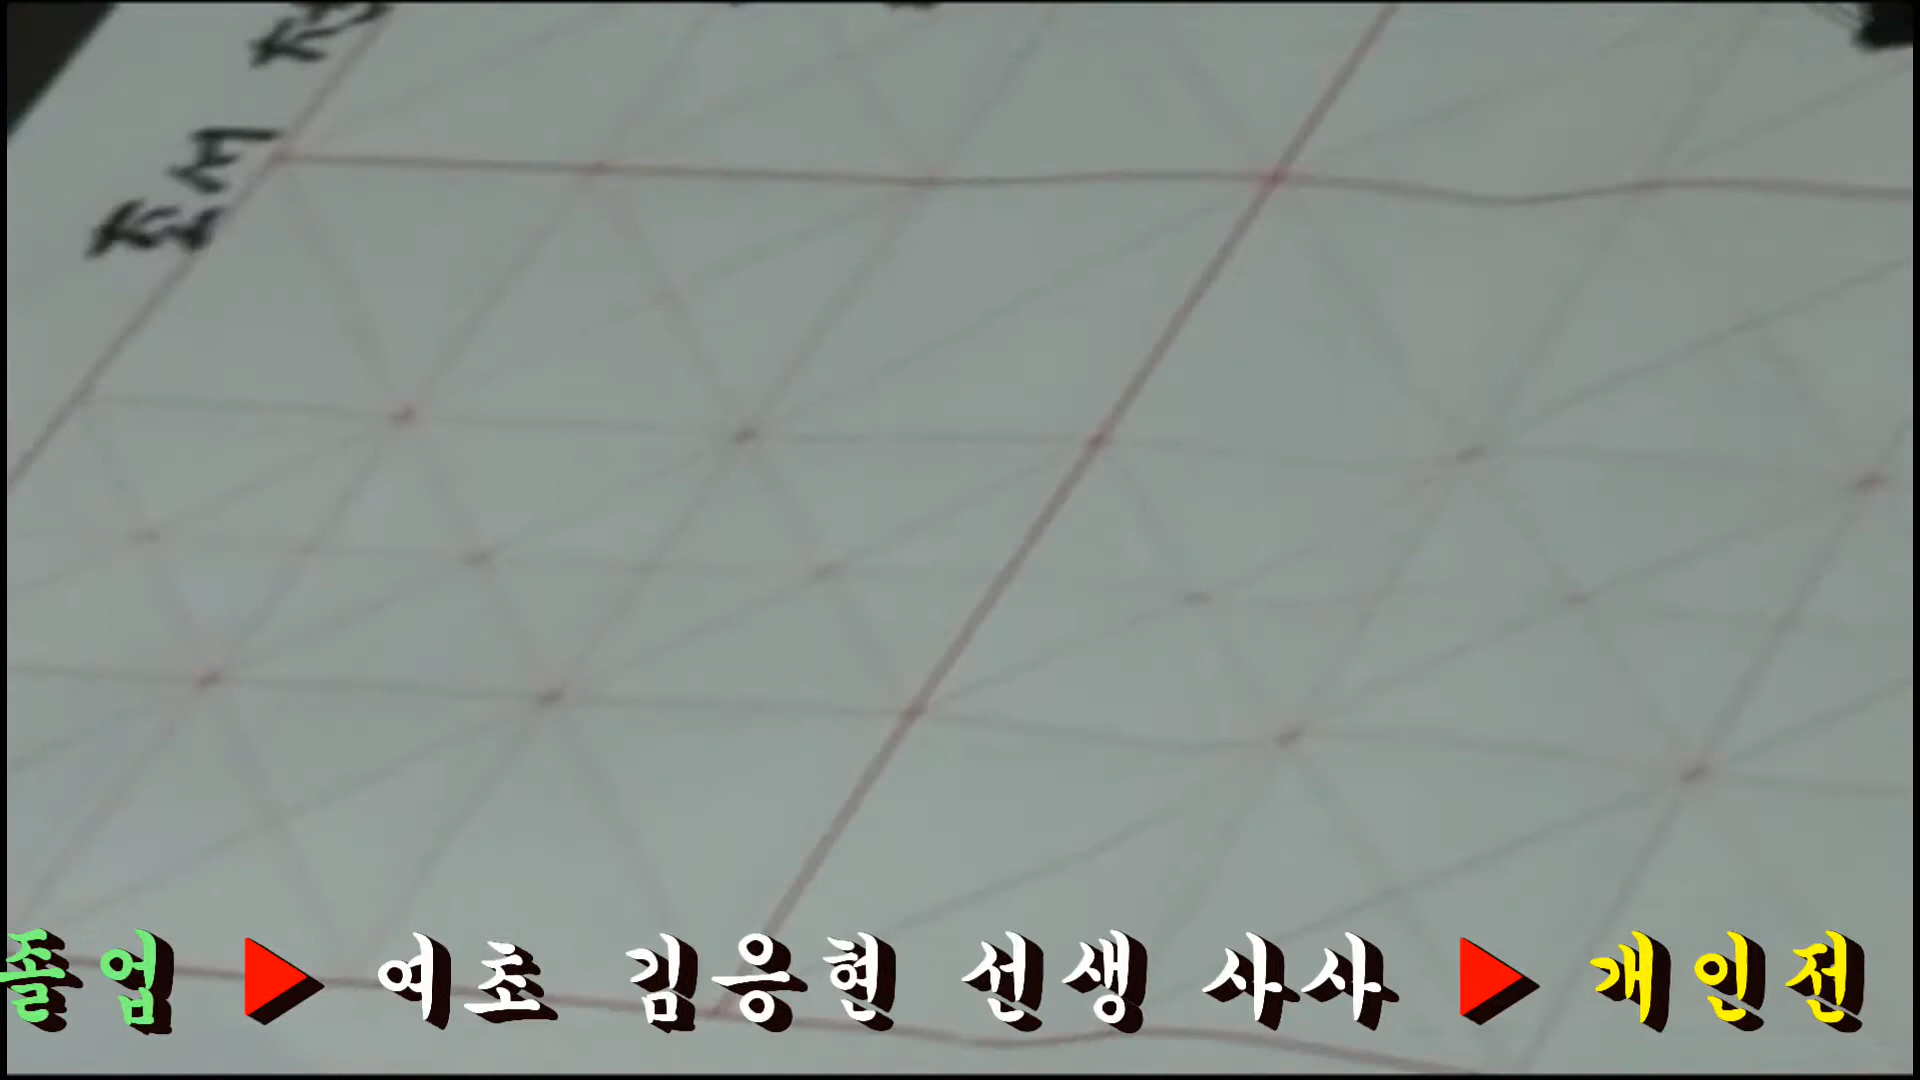 졸업 ▶ 여초 김응현 선생 사사 ▶ 개인전